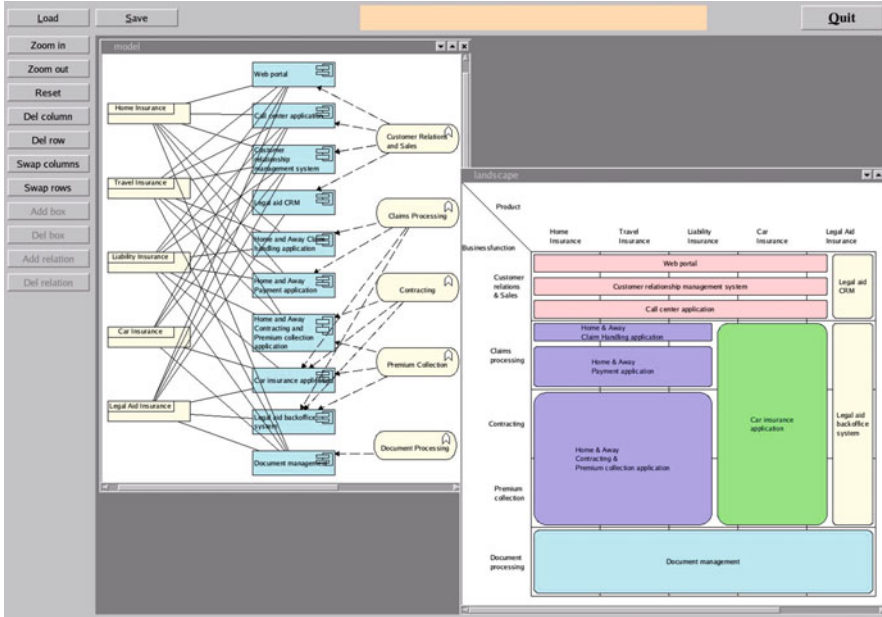 Load
Save
Quit
Zoom in
Zoom out
Reset
Del column
Del row
Swap columns
Swap rows
Add box
Del box
Add relation
Del relation
model
Web portal
Home Insurance
Call center application
Customer
relationship
management system
Customer Relations
and Sales
Travel Insurance
Legal aid CRM
Claims Processing
Home and Away Claim
handling application
Liability Insurance
Home and Away
Payment application
Contracting
Home and Away
Contracting and
Premium collection
application
Car Insurance
Premium Collection
Car insurance application
Legal Aid Insurance
Legal aid backoffice
system
Document Processing
Document management
landscape
Product
Businessfunction
Home
Insurance
Travel
Insurance
Liability
Insurance
Car
Insurance
Legal Aid
Insurance
Customer
relations
& Sales
Web portal
Customer relationship management system
Call center application
Legal aid
CRM
Claims
processing
Home & Away
Claim Handling application
Home & Away
Payment application
Contracting
Home & Away
Contracting &
Premium collection application
Car insurance
application
Legal aid
backoffice
system
Premium
collection
Document
processing
Document management